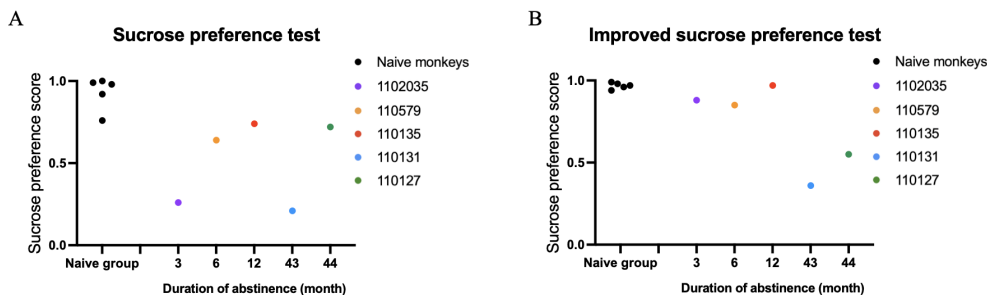 A
Sucrose preference test
Sucrose preference score
1.0
0.5
0.0
Naive group
3
6
12
43
44
Duration of abstinence (month)
Naive monkeys
1102035
110579
110135
110131
110127
B
Improved sucrose preference test
Sucrose preference score
1.0
0.5
0.0
Naive group
3
6
12
43
44
Duration of abstinence (month)
Naive monkeys
1102035
110579
110135
110131
110127